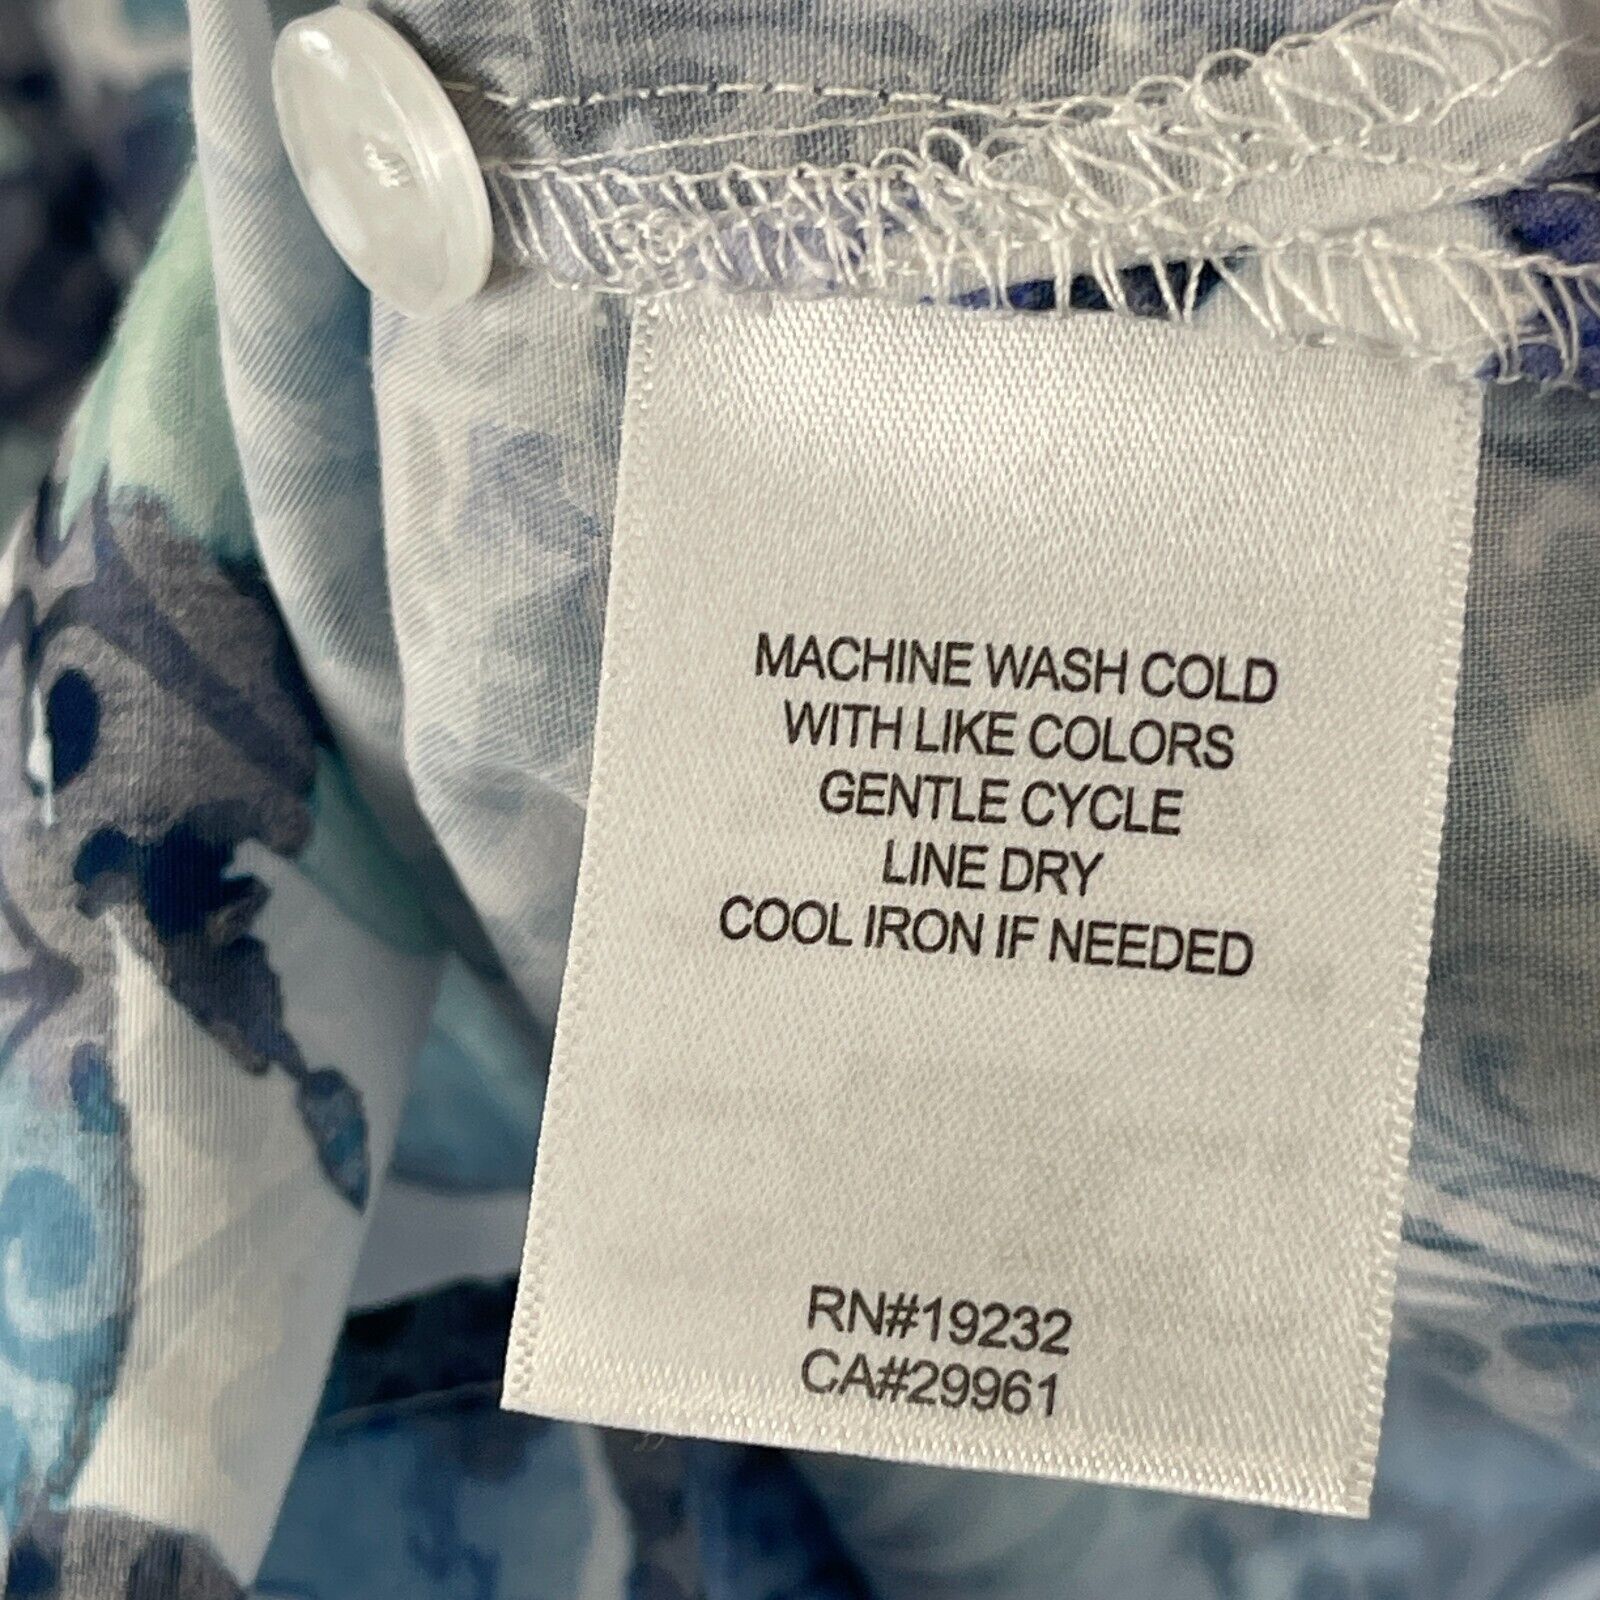 MACHINE WASH COLD
WITH LIKE COLORS
GENTLE CYCLE
LINE DRY
COOL IRON IF NEEDED
RN#19232
CA#29961